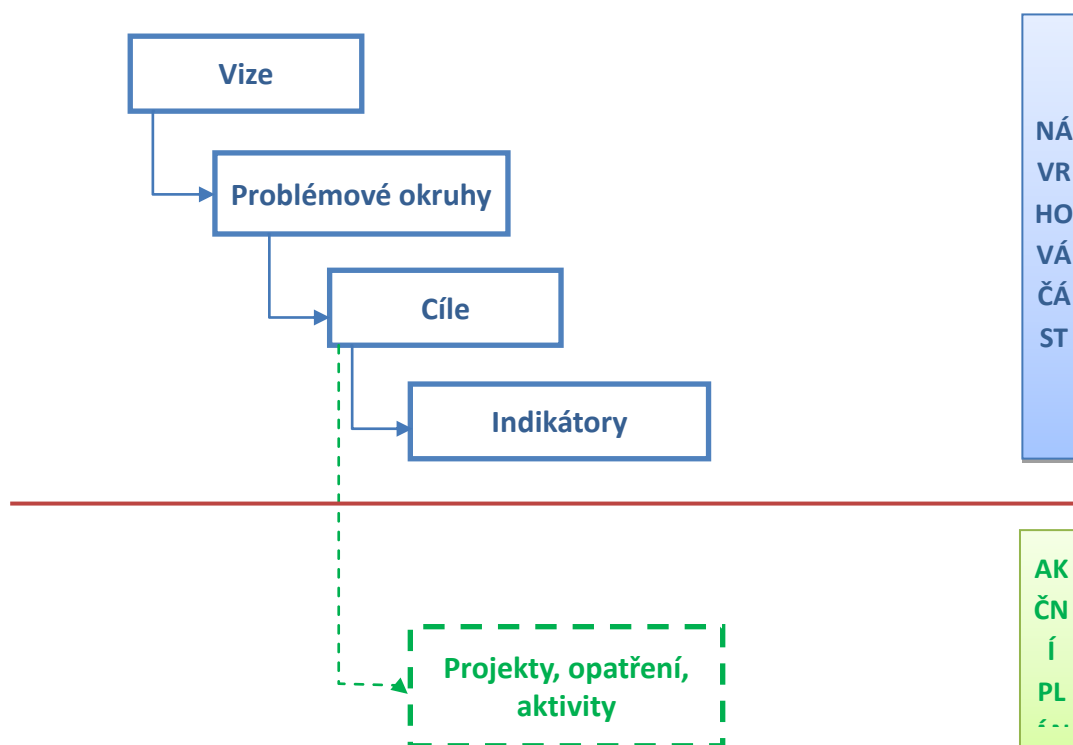 Vize
Problémové okruhy
Cíle
Indikátory
NÁ
VR
HO
VÁ
ČÁ
ST
Projekty, opatření,
aktivity
AK
ČN
Í
PL